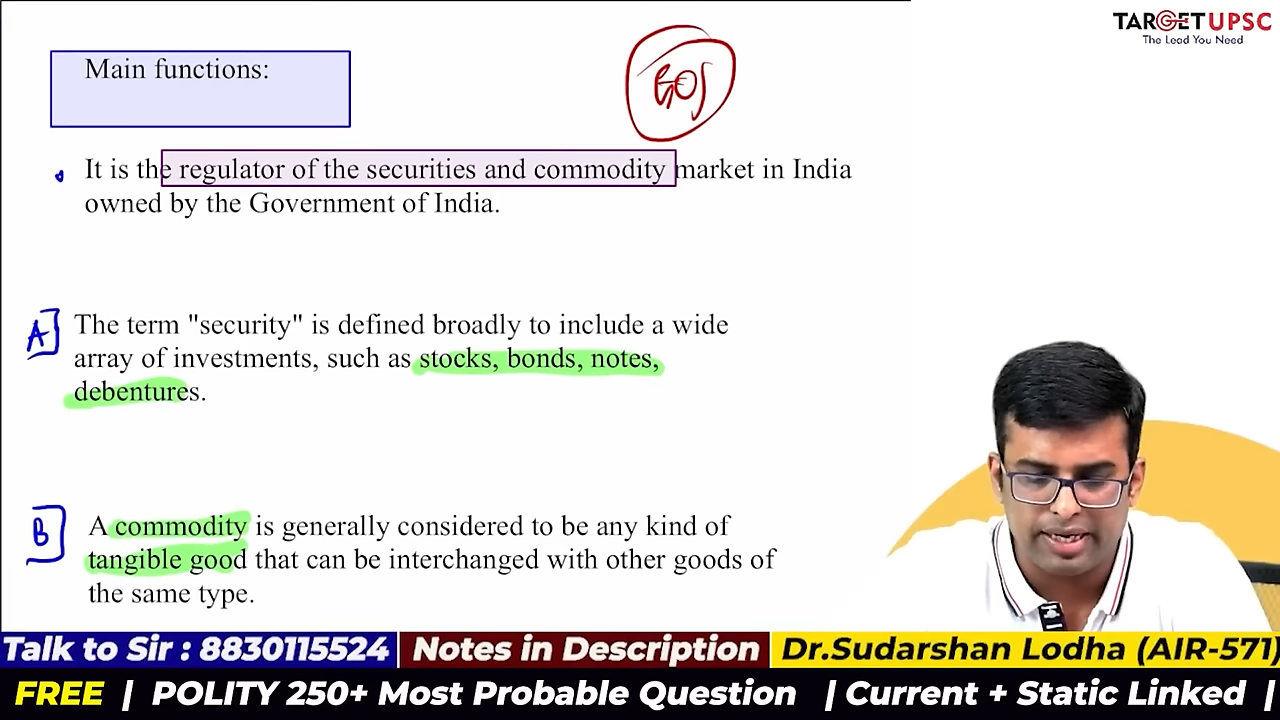 TARGET UPSC
The Lead You Need
Main functions:
GOI
It is the regulator of the securities and commodity market in India
owned by the Government of India.
A
The term "security" is defined broadly to include a wide
array of investments, such as stocks, bonds, notes,
debentures.
B
A commodity is generally considered to be any kind of
tangible good that can be interchanged with other goods of
the same type.
Talk to Sir : 8830115524 Notes in Description Dr.Sudarshan Lodha (AIR-571)
FREE | POLITY 250+ Most Probable Question | Current + Static Linked |